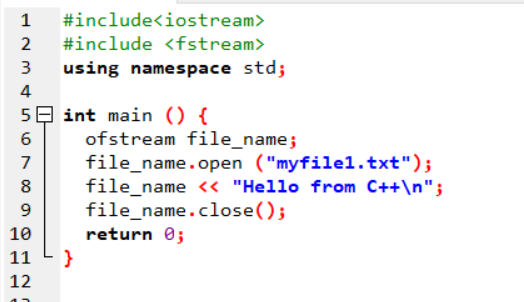 1 #include<iostream>
2 #include <fstream>
3 using namespace std;
4
5 int main () {
6 ofstream file_name;
7 file_name.open ("myfile1.txt");
8 file_name << "Hello from C++\n";
9 file_name.close();
10 return 0;
11 }
12